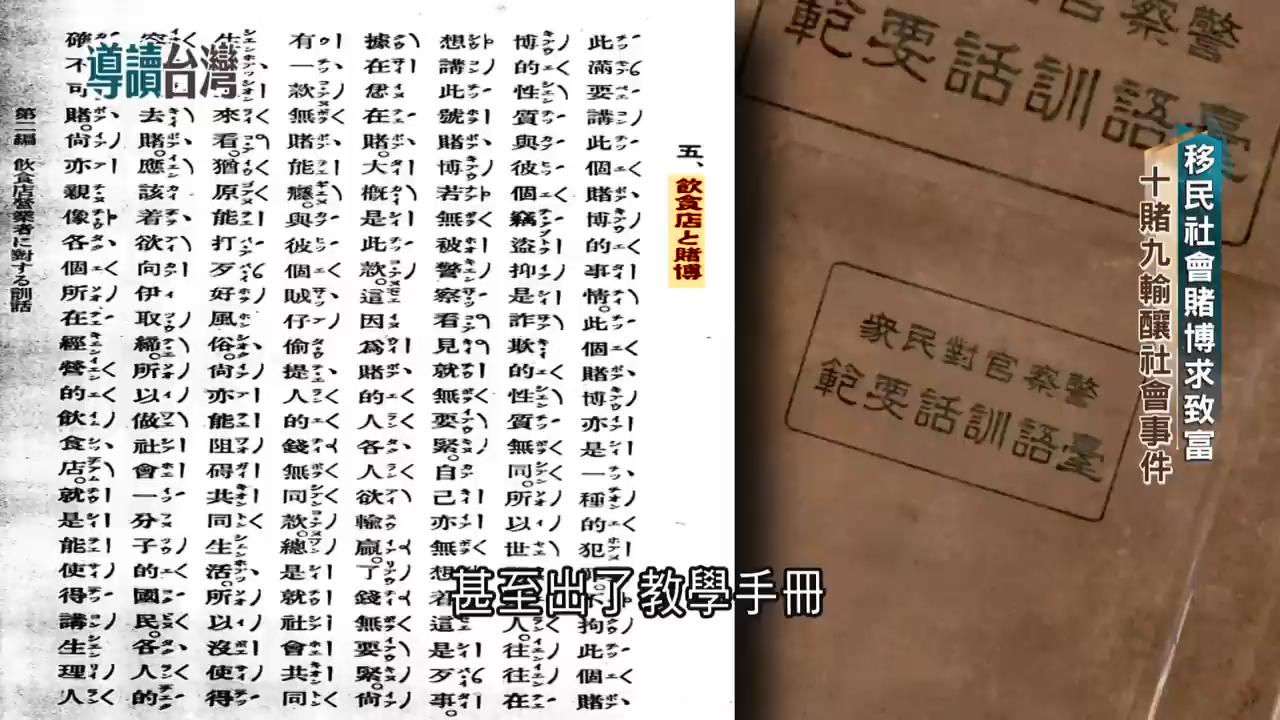 導讀台灣
五、飲食店と賭博
此滿要講此個賭博的事情。此個賭博亦是一種的犯 拘此個賭
博的性質與彼個竊盜抑是詐欺的性質無同。所以世 人。往往在
想講此號賭博若無被警察看見就無要緊。自己亦無想着這是歹事。
據在恁在賭。大概是此款。這因為賭的人各人欲輸贏。了錢無要緊。尚
有一款無賭能癮。與彼個賊仔偷提人的錢無同款。總是就社會共同
來看。猶原能打歹好風俗。尚亦能阻碍共同生活。所以沒使得
去賭。應該着欲向伊取締。所以做社會一分子的國民。各人的
確不可賭。尚亦親像各個所在經營的飲食店就是能使得講生理人
第二編 飲食店營業者に對する訓話
警察官
臺語訓話要範
警察官對民衆
臺語訓話要範
移民社會賭博求致富
十賭九輸釀社會事件
甚至出了教學手冊